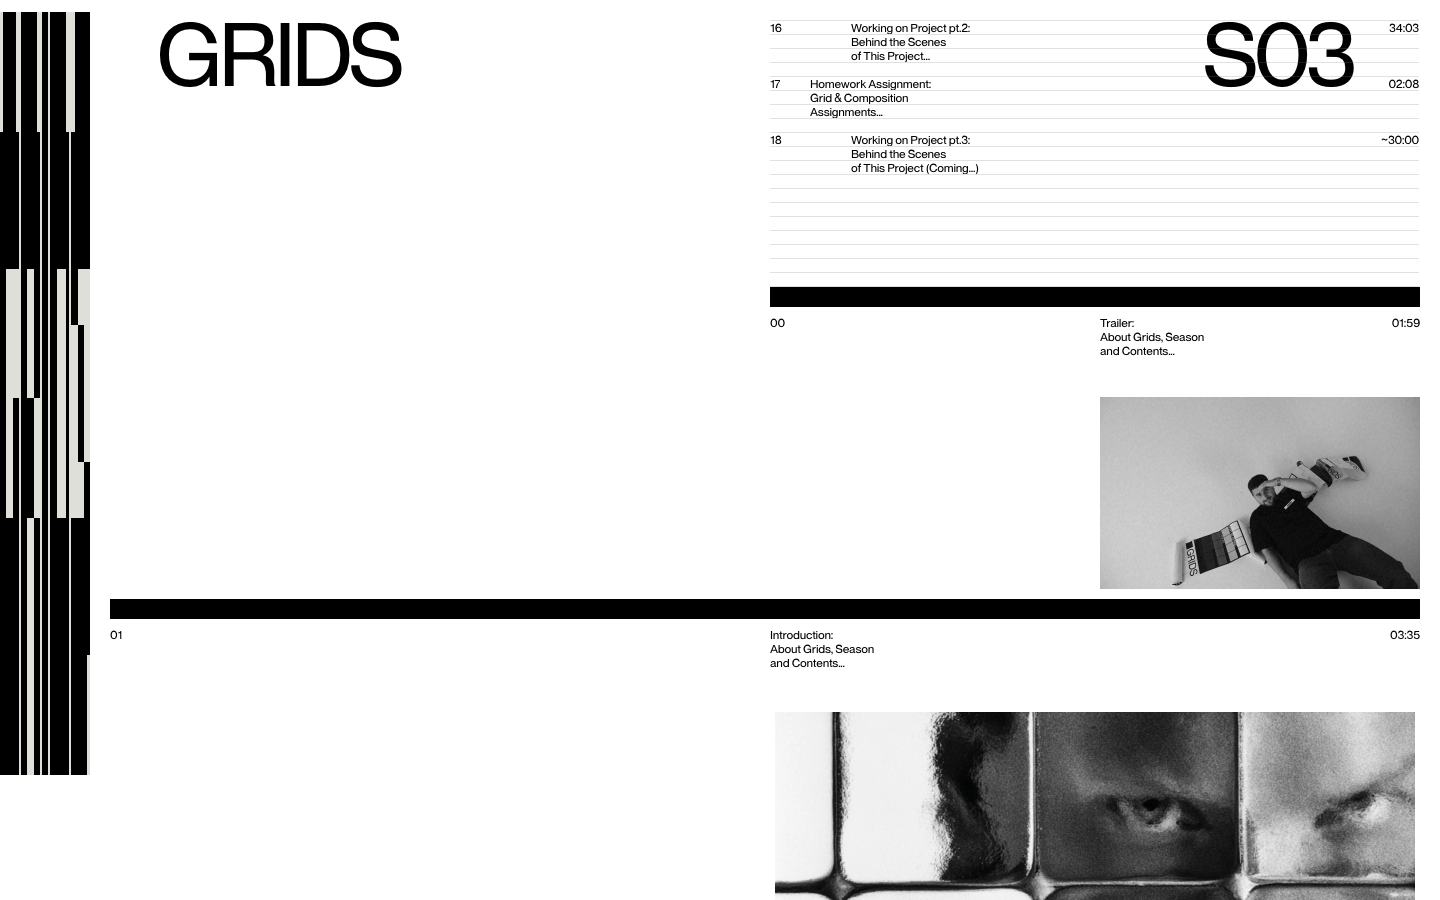 GRIDS
S03
16
Working on Project pt.2:
Behind the Scenes
of This Project...
34:03
17
Homework Assignment:
Grid & Composition
Assignments...
02:08
18
Working on Project pt.3:
Behind the Scenes
of This Project (Coming...)
~30:00
00
Trailer:
About Grids, Season
and Contents...
01:59
GRIDS
01
Introduction:
About Grids, Season
and Contents...
03:35